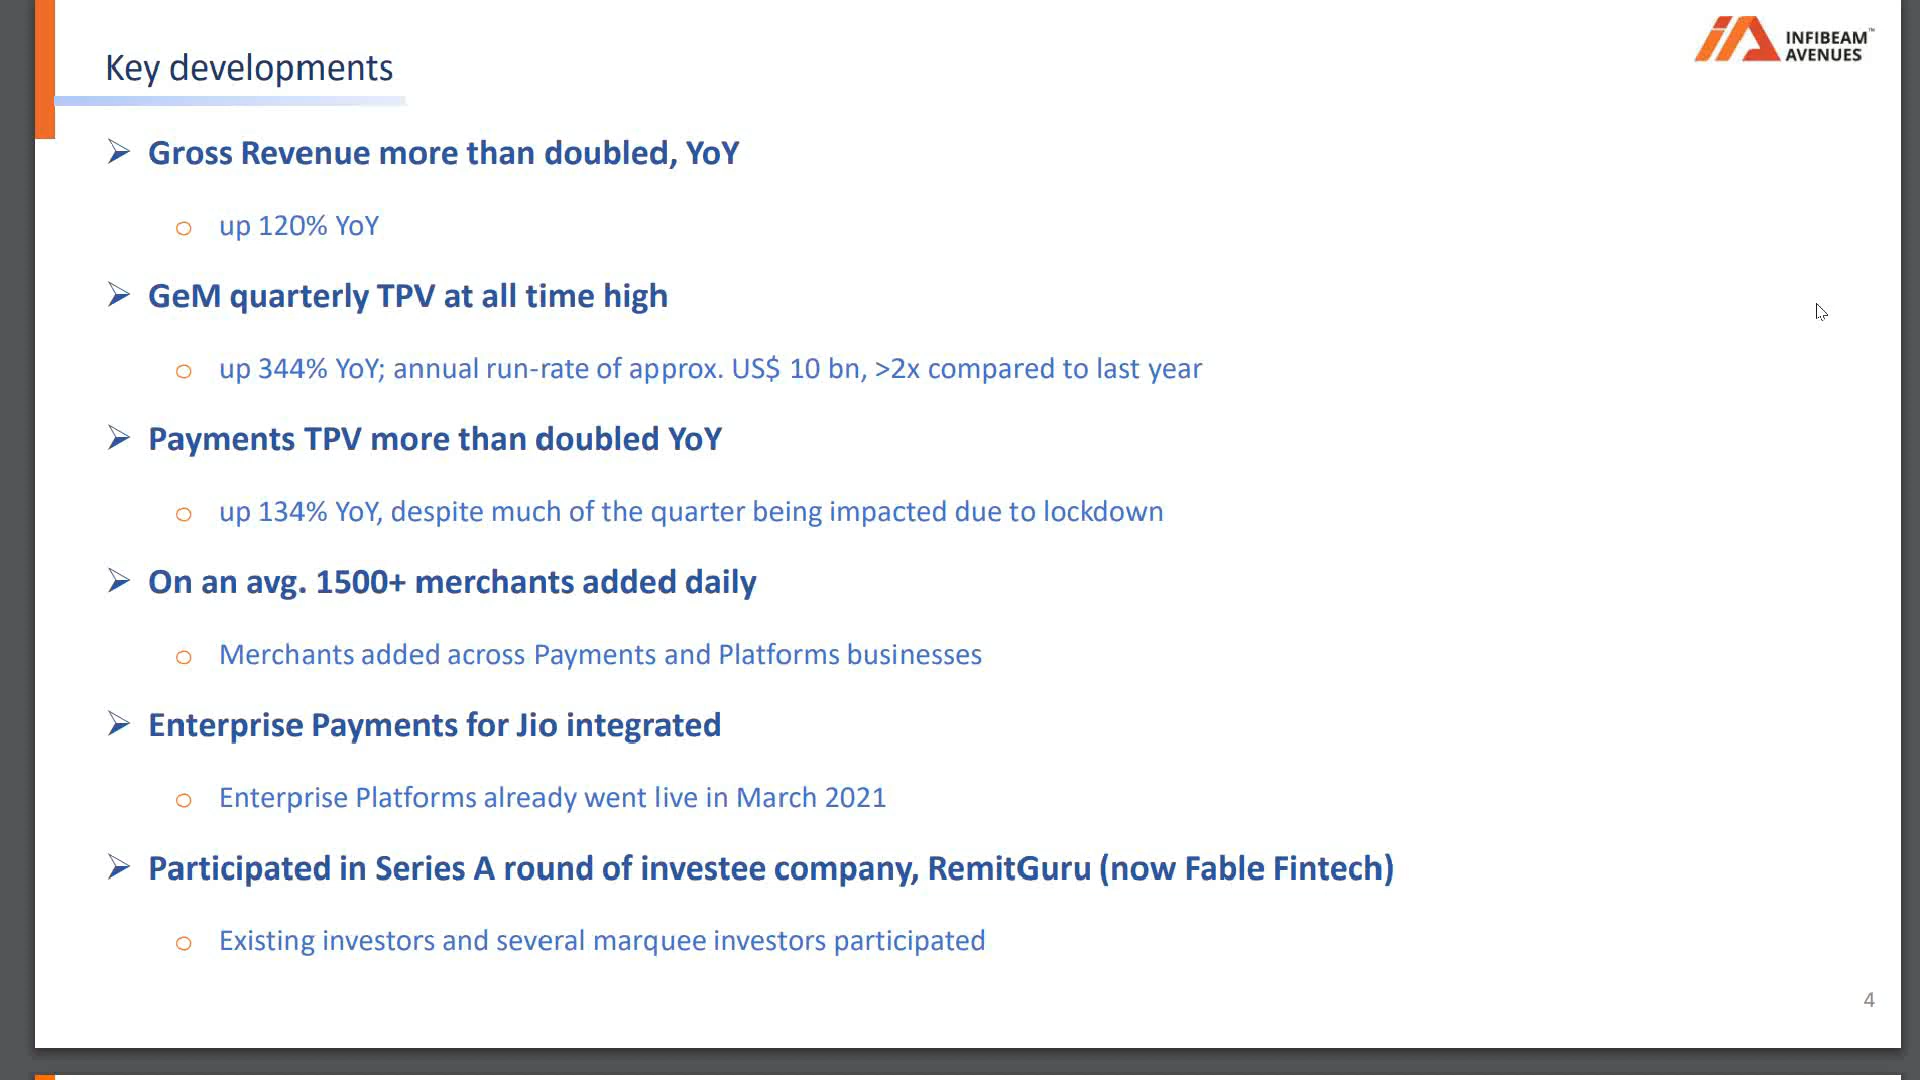 INFIBEAM™
AVENUES
Key developments
Gross Revenue more than doubled, YoY
up 120% YoY
GeM quarterly TPV at all time high
up 344% YoY; annual run-rate of approx. US$ 10 bn, >2x compared to last year
Payments TPV more than doubled YoY
up 134% YoY, despite much of the quarter being impacted due to lockdown
On an avg. 1500+ merchants added daily
Merchants added across Payments and Platforms businesses
Enterprise Payments for Jio integrated
Enterprise Platforms already went live in March 2021
Participated in Series A round of investee company, RemitGuru (now Fable Fintech)
Existing investors and several marquee investors participated
4